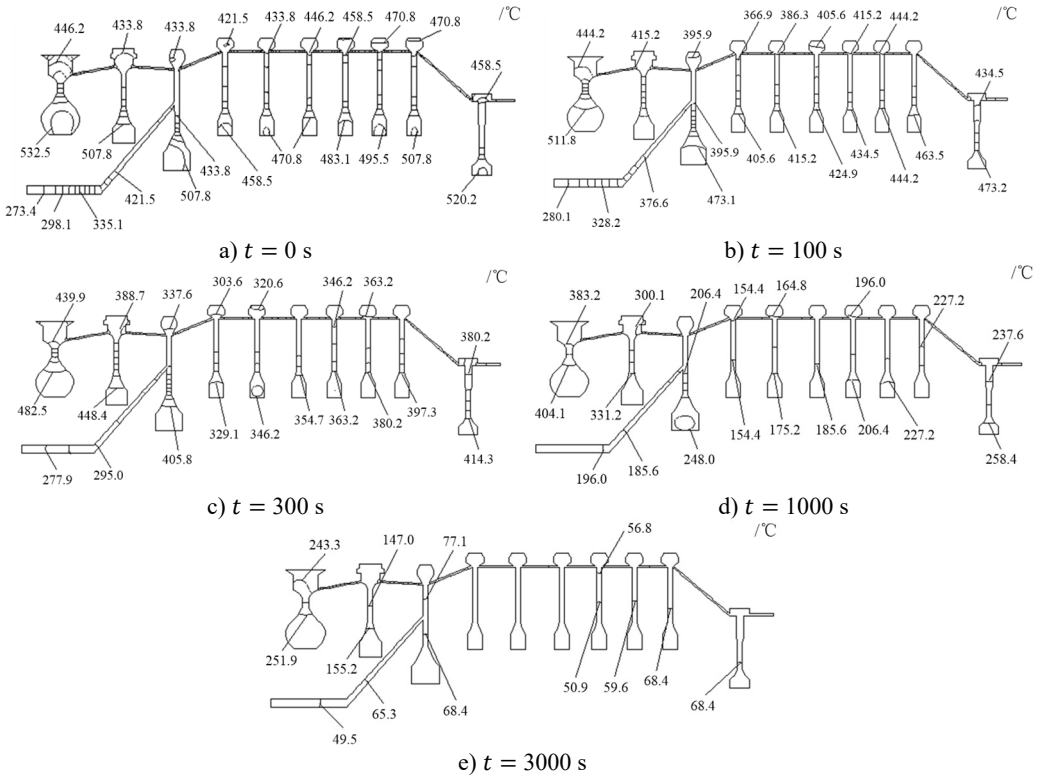 /℃
446.2 433.8 433.8 421.5 433.8 446.2 458.5 470.8 470.8
458.5
532.5 507.8 433.8 458.5 470.8 483.1 495.5 507.8
507.8 520.2
421.5
273.4 298.1 335.1
a) t = 0 s
/℃
444.2 415.2 395.9 366.9 386.3 405.6 415.2 444.2
434.5
511.8 395.9 405.6 415.2 424.9 434.5 444.2 463.5
473.1 473.2
376.6
280.1 328.2
b) t = 100 s
/℃
439.9 388.7 337.6 303.6 320.6 346.2 363.2
380.2
482.5 448.4 405.8 329.1 346.2 354.7 363.2 380.2 397.3
414.3
277.9 295.0
c) t = 300 s
/℃
383.2 300.1 206.4 154.4 164.8 196.0 227.2
237.6
404.1 331.2 248.0 154.4 175.2 185.6 206.4 227.2
258.4
196.0 185.6
d) t = 1000 s
/℃
243.3 147.0 77.1 56.8
251.9 155.2 68.4 50.9 59.6 68.4
68.4
49.5 65.3
e) t = 3000 s